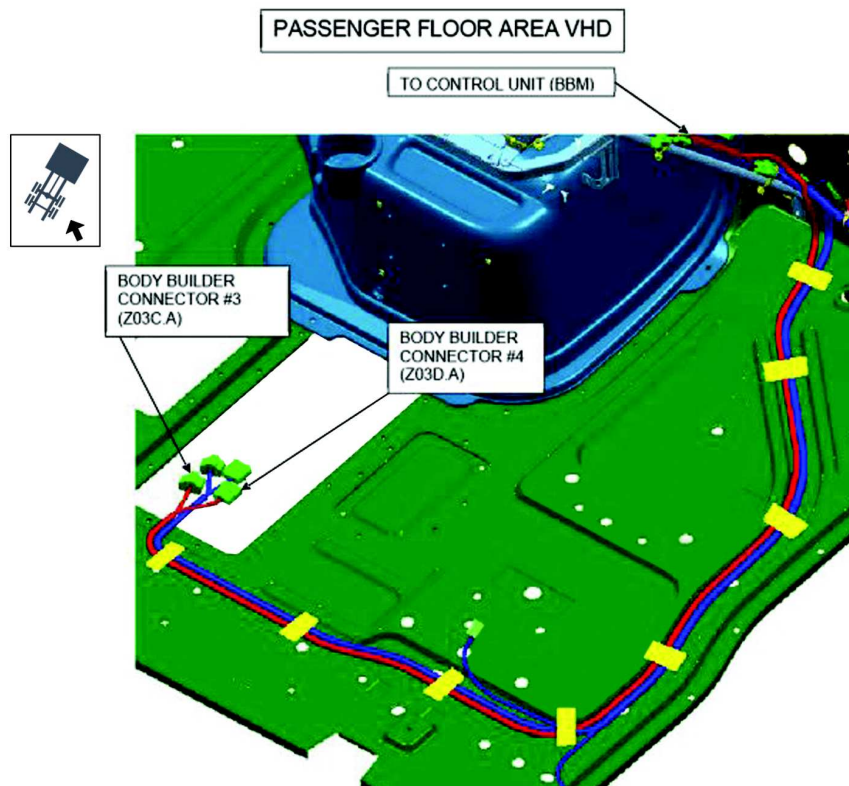 PASSENGER FLOOR AREA VHD
TO CONTROL UNIT (BBM)
BODY BUILDER
CONNECTOR #3
(Z03C.A)
BODY BUILDER
CONNECTOR #4
(Z03D.A)